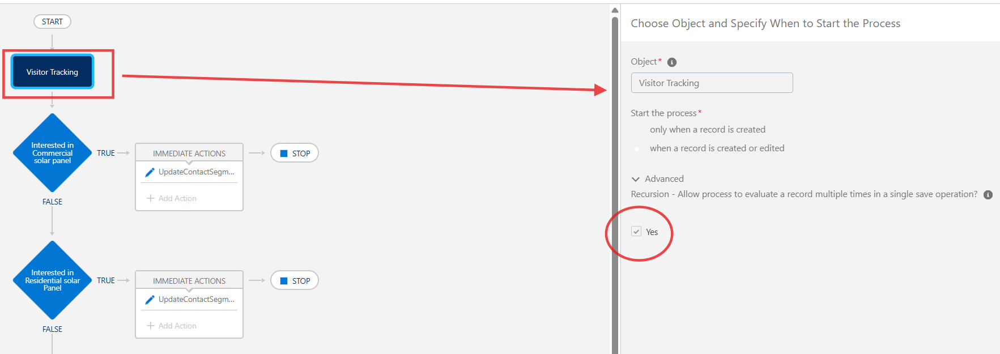 START
Visitor Tracking
Interested in
Commercial
solar panel
TRUE
IMMEDIATE ACTIONS
UpdateContactSegm...
Add Action
STOP
FALSE
Interested in
Residential solar
Panel
TRUE
IMMEDIATE ACTIONS
UpdateContactSegm...
Add Action
STOP
FALSE
Choose Object and Specify When to Start the Process
Object*
Visitor Tracking
Start the process*
only when a record is created
when a record is created or edited
Advanced
Recursion - Allow process to evaluate a record multiple times in a single save operation?
Yes